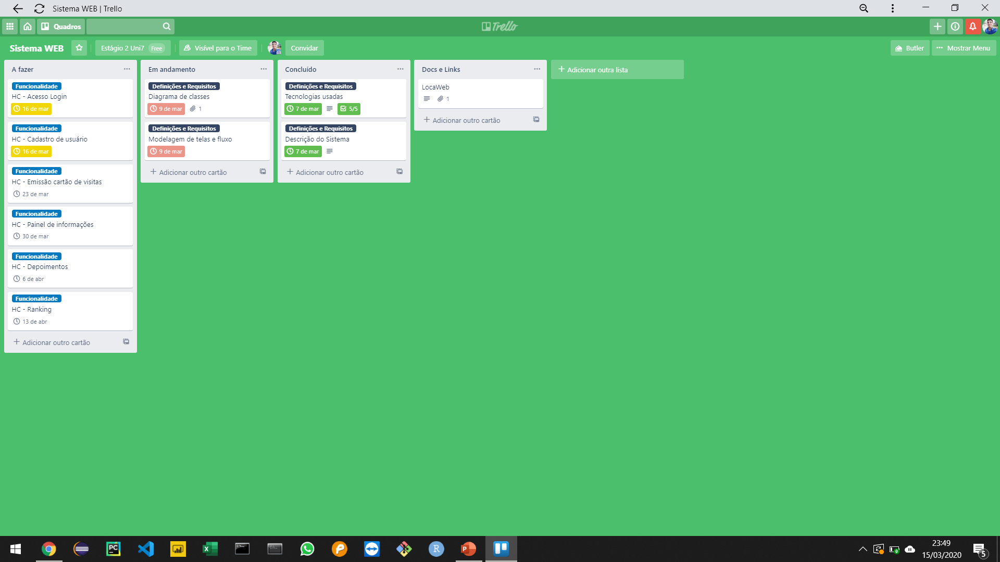 Sistema WEB | Trello
Quadros
Trello
Sistema WEB
Estágio 2 Uni7 Free
Visível para o Time
Convidar
Butler
Mostrar Menu
A fazer
Funcionalidade
HC - Acesso Login
16 de mar
Funcionalidade
HC - Cadastro de usuário
16 de mar
Funcionalidade
HC - Emissão cartão de visitas
23 de mar
Funcionalidade
HC - Painel de informações
30 de mar
Funcionalidade
HC - Depoimentos
6 de abr
Funcionalidade
HC - Ranking
13 de abr
Adicionar outro cartão
Em andamento
Definições e Requisitos
Diagrama de classes
9 de mar 1
Definições e Requisitos
Modelagem de telas e fluxo
9 de mar
Adicionar outro cartão
Concluído
Definições e Requisitos
Tecnologias usadas
7 de mar 5/5
Definições e Requisitos
Descrição do Sistema
7 de mar
Adicionar outro cartão
Docs e Links
LocaWeb
1
Adicionar outro cartão
Adicionar outra lista
PC
R
P
23:49
15/03/2020
5